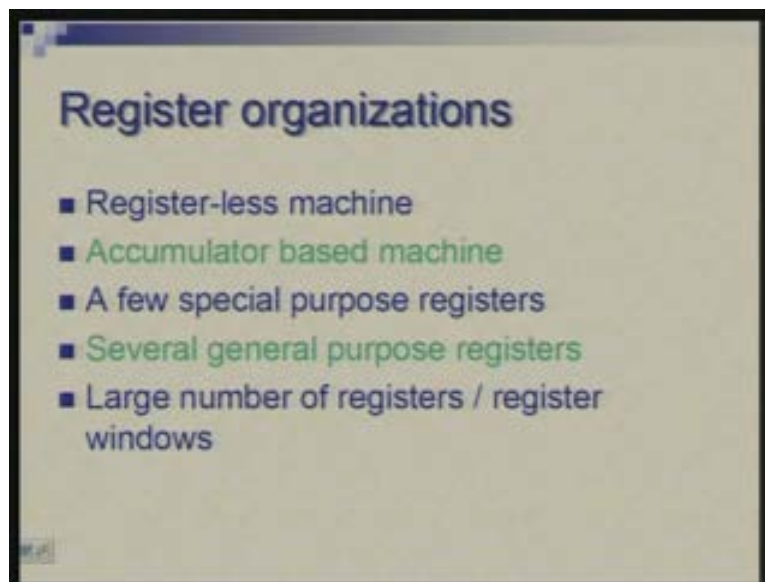 Register organizations
■ Register-less machine
■ Accumulator based machine
■ A few special purpose registers
■ Several general purpose registers
■ Large number of registers / register
windows